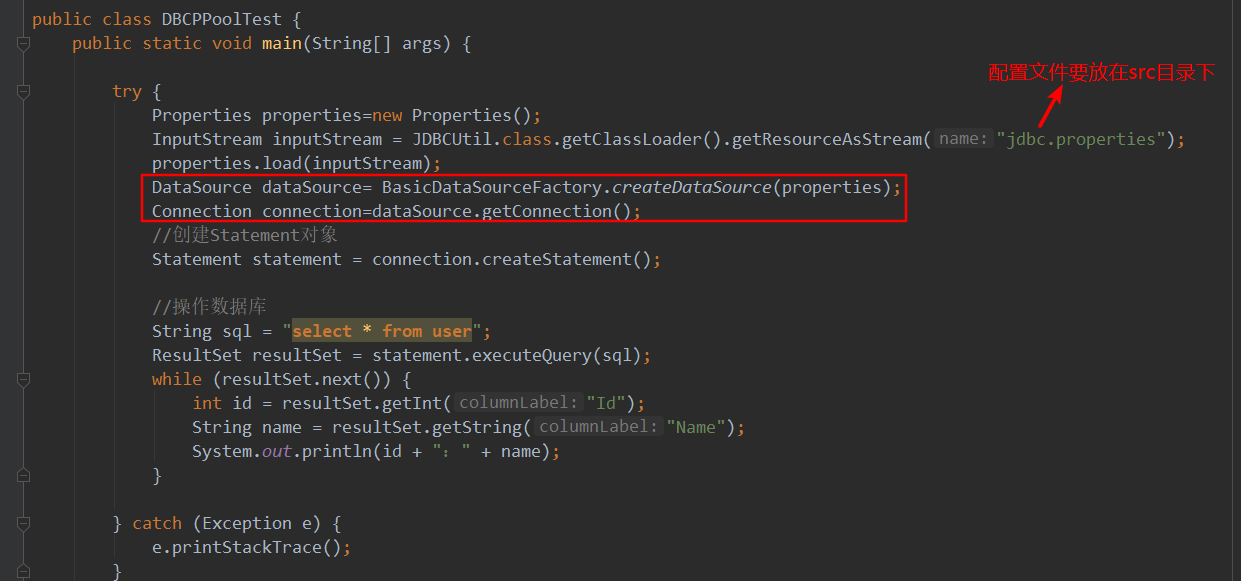 public class DBCPPoolTest {
public static void main(String[] args) {
配置文件要放在src目录下
try {
Properties properties=new Properties();
InputStream inputStream = JDBCUtil.class.getClassLoader().getResourceAsStream( name: "jdbc.properties");
properties.load(inputStream);
DataSource dataSource= BasicDataSourceFactory.createDataSource(properties);
Connection connection=dataSource.getConnection();
//创建Statement对象
Statement statement = connection.createStatement();
//操作数据库
String sql = "select * from user";
ResultSet resultSet = statement.executeQuery(sql);
while (resultSet.next()) {
int id = resultSet.getInt( columnLabel: "Id");
String name = resultSet.getString( columnLabel: "Name");
System.out.println(id + "：" + name);
}
} catch (Exception e) {
e.printStackTrace();
}